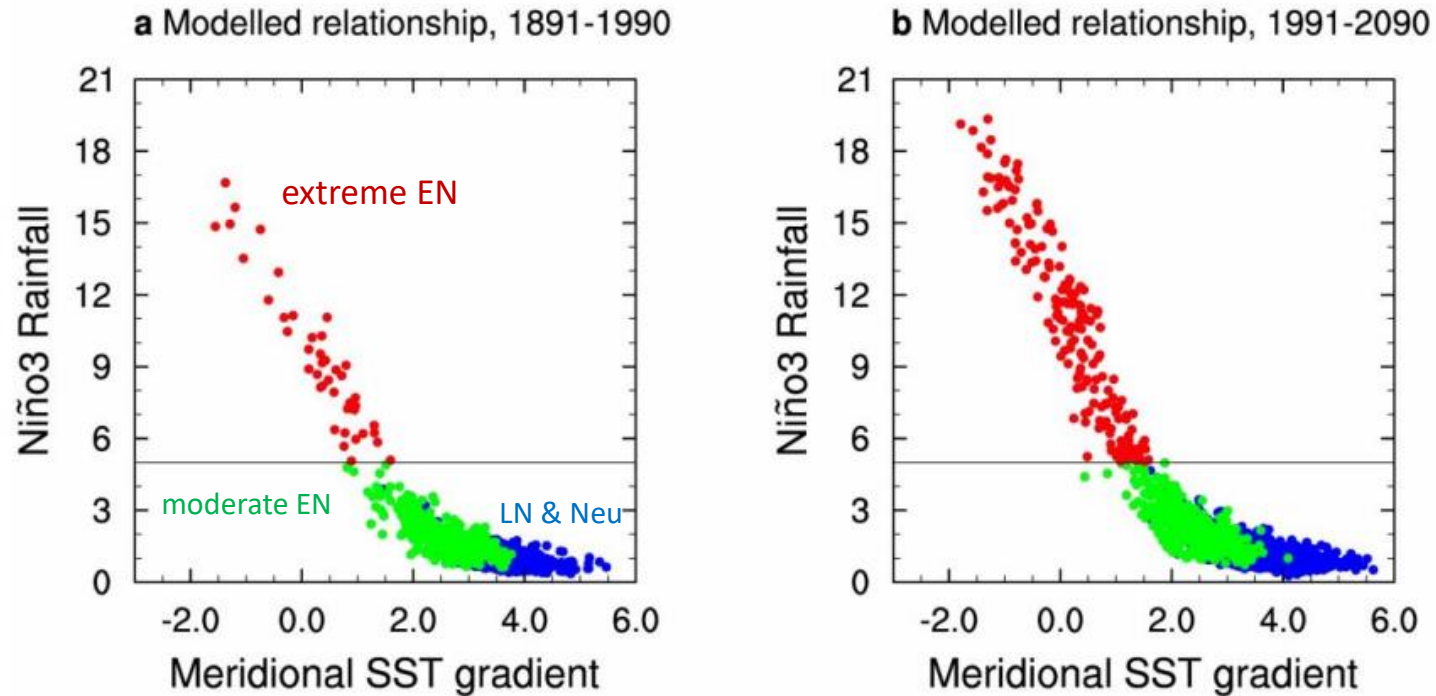 a Modelled relationship, 1891-1990
21
18
15
12
9
6
3
0
Niño3 Rainfall
extreme EN
moderate EN
LN & Neu
-2.0 0.0 2.0 4.0 6.0
Meridional SST gradient
b Modelled relationship, 1991-2090
21
18
15
12
9
6
3
0
Niño3 Rainfall
-2.0 0.0 2.0 4.0 6.0
Meridional SST gradient